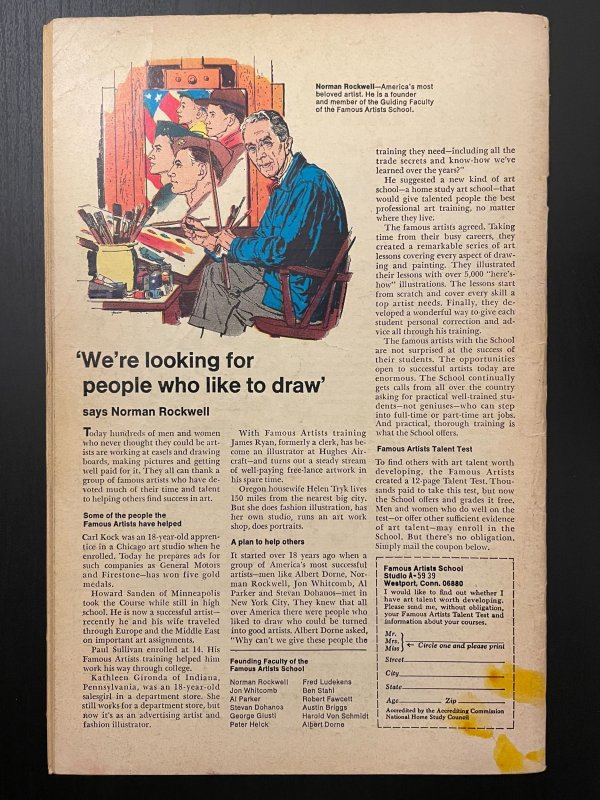 Norman Rockwell—America's most
beloved artist. He is a founder
and member of the Guiding Faculty
of the Famous Artists School.
'We're looking for
people who like to draw'
says Norman Rockwell
Today hundreds of men and women
who never thought they could be art-
ists are working at easels and drawing
boards, making pictures and getting
well paid for it. They all can thank a
group of famous artists who have de-
voted much of their time and talent
to helping others find success in art.
Some of the people the
Famous Artists have helped
Carl Kock was an 18-year-old appren-
tice in a Chicago art studio when he
enrolled. Today he prepares ads for
such companies as General Motors
and Firestone—has won five gold
medals.
Howard Sanden of Minneapolis
took the Course while still in high
school. He is now a successful artist—
recently he and his wife traveled
through Europe and the Middle East
on important art assignments.
Paul Sullivan enrolled at 14. His
Famous Artists training helped him
work his way through college.
Kathleen Gironda of Indiana,
Pennsylvania, was an 18-year-old
salesgirl in a department store. She
still works for a department store, but
now it's as an advertising artist and
fashion illustrator.
With Famous Artists training
James Ryan, formerly a clerk, has be-
come an illustrator at Hughes Air-
craft—and turns out a steady stream
of well-paying free-lance artwork in
his spare time.
Oregon housewife Helen Tryk lives
150 miles from the nearest big city.
But she does fashion illustration, has
her own studio, runs an art work
shop, does portraits.
A plan to help others
It started over 18 years ago when a
group of America's most successful
artists—men like Albert Dorne, Nor-
man Rockwell, Jon Whitcomb, Al
Parker and Stevan Dohanos—met in
New York City. They knew that all
over America there were people who
liked to draw who could be turned
into good artists. Albert Dorne asked,
"Why can't we give these people the
Founding Faculty of the
Famous Artists School
Norman Rockwell
Jon Whitcomb
Al Parker
Stevan Dohanos
George Giusti
Peter Helck
Fred Ludekens
Ben Stahl
Robert Fawcett
Austin Briggs
Harold Von Schmidt
Albert Dorne
training they need—including all the
trade secrets and know-how we've
learned over the years?"
He suggested a new kind of art
school—a home study art school—that
would give talented people the best
professional art training, no matter
where they live.
The famous artists agreed. Taking
time from their busy careers, they
created a remarkable series of art
lessons covering every aspect of draw-
ing and painting. They illustrated
their lessons with over 5,000 "here's-
how" illustrations. The lessons start
from scratch and cover every skill a
top artist needs. Finally, they de-
veloped a wonderful way to give each
student personal correction and ad-
vice all through his training.
The famous artists with the School
are not surprised at the success of
their students. The opportunities
open to successful artists today are
enormous. The School continually
gets calls from all over the country
asking for practical well-trained stu-
dents—not geniuses—who can step
into full-time or part-time art jobs.
And practical, thorough training is
what the School offers.
Famous Artists Talent Test
To find others with art talent worth
developing, the Famous Artists
created a 12-page Talent Test. Thou-
sands paid to take this test, but now
the School offers and grades it free.
Men and women who do well on the
test—or offer other sufficient evidence
of art talent—may enroll in the
School. But there's no obligation.
Simply mail the coupon below.
Famous Artists School
Studio A-5939
Westport, Conn. 06880
I would like to find out whether I
have art talent worth developing.
Please send me, without obligation,
your Famous Artists Talent Test and
information about your courses.
Mr.
Mrs.
Miss
Circle one and please print
Street
City
State
Age Zip
Accredited by the Accrediting Commission
National Home Study Council